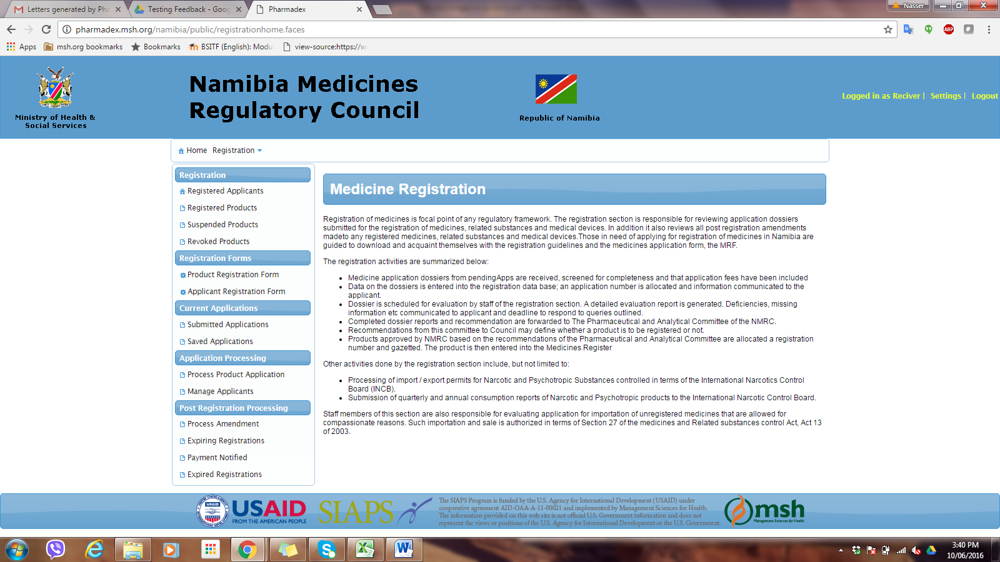 Letters generated by Pha
Testing Feedback - Goog
Pharmadex
Nasser
pharmadex.msh.org/namibia/public/registrationhome.faces
ABP
Apps
msh.org bookmarks
Bookmarks
BSITF (English): Modu
view-source:https://w
Ministry of Health &
Social Services
Namibia Medicines
Regulatory Council
Republic of Namibia
Logged in as Reciver | Settings | Logout
Home Registration
Registration
Registered Applicants
Registered Products
Suspended Products
Revoked Products
Registration Forms
Product Registration Form
Applicant Registration Form
Current Applications
Submitted Applications
Saved Applications
Application Processing
Process Product Application
Manage Applicants
Post Registration Processing
Process Amendment
Expiring Registrations
Payment Notified
Expired Registrations
Medicine Registration
Registration of medicines is focal point of any regulatory framework. The registration section is responsible for reviewing application dossiers
submitted for the registration of medicines, related substances and medical devices. In addition it also reviews all post registration amendments
madeto any registered medicines, related substances and medical devices.Those in need of applying for registration of medicines in Namibia are
guided to download and acquaint themselves with the registration guidelines and the medicines application form, the MRF.
The registration activities are summarized below:
• Medicine application dossiers from pendingApps are received, screened for completeness and that application fees have been included
• Data on the dossiers is entered into the registration data base; an application number is allocated and information communicated to the
applicant.
• Dossier is scheduled for evaluation by staff of the registration section. A detailed evaluation report is generated. Deficiencies, missing
information etc communicated to applicant and deadline to respond to queries outlined.
• Completed dossier reports and recommendation are forwarded to The Pharmaceutical and Analytical Committee of the NMRC.
• Recommendations from this committee to Council may define whether a product is to be registered or not.
• Products approved by NMRC based on the recommendations of the Pharmaceutical and Analytical Committee are allocated a registration
number and gazetted. The product is then entered into the Medicines Register
Other activities done by the registration section include, but not limited to:
• Processing of import / export permits for Narcotic and Psychotropic Substances controlled in terms of the International Narcotics Control
Board (INCB).
• Submission of quarterly and annual consumption reports of Narcotic and Psychotropic products to the International Narcotic Control Board.
Staff members of this section are also responsible for evaluating application for importation of unregistered medicines that are allowed for
compassionate reasons. Such importation and sale is authorized in terms of Section 27 of the medicines and Related substances control Act, Act 13
of 2003.
USAID
FROM THE AMERICAN PEOPLE
SIAPS
The SIAPS Program is funded by the U.S. Agency for International Development (USAID) under
cooperative agreement AID-OAA-A-11-00021 and implemented by Management Sciences for Health.
The information provided on this web site is not official U.S. Government information and does not
represent the views or positions of the U.S. Agency for International Development or the U.S. Government.
msh
Management Sciences for Health
3:40 PM
10/06/2016